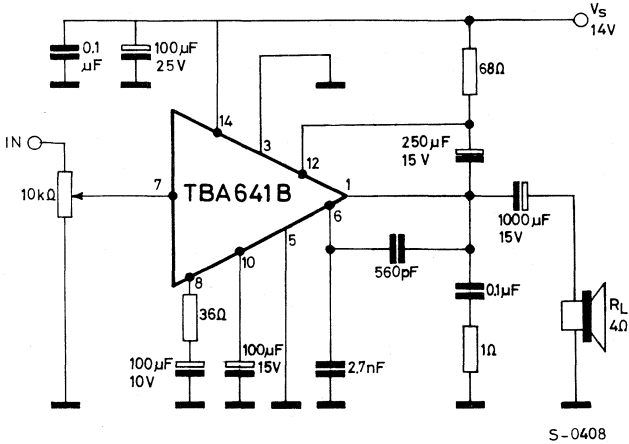 Vs
14V
0.1
µF
100µF
25V
68Ω
14
3
12
250µF
15V
IN
10kΩ
7
TBA641B
1
6
5
10
8
1000µF
15V
560pF
0.1µF
RL
4Ω
36Ω
100µF
10V
100µF
15V
2,7nF
1Ω
S-0408